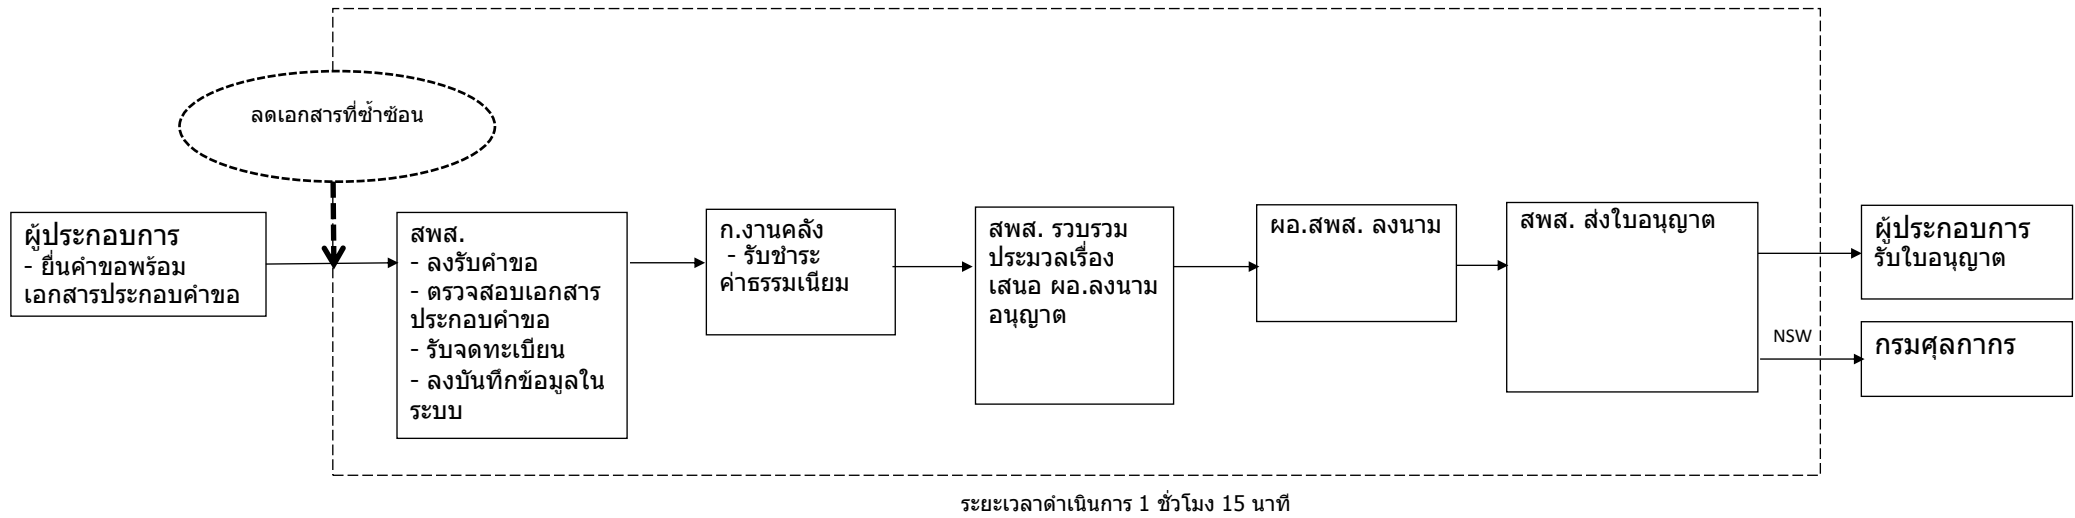 ลดเอกสารที่ซ้ำซ้อน
ผู้ประกอบการ
- ยื่นคำขอพร้อม
เอกสารประกอบคำขอ
สพส.
- ลงรับคำขอ
- ตรวจสอบเอกสาร
ประกอบคำขอ
- รับจดทะเบียน
- ลงบันทึกข้อมูลใน
ระบบ
ก.งานคลัง
- รับชำระ
ค่าธรรมเนียม
สพส. รวบรวม
ประมวลเรื่อง
เสนอ ผอ.ลงนาม
อนุญาต
ผอ.สพส. ลงนาม
สพส. ส่งใบอนุญาต
ผู้ประกอบการ
รับใบอนุญาต
NSW
กรมศุลกากร
ระยะเวลาดำเนินการ 1 ชั่วโมง 15 นาที